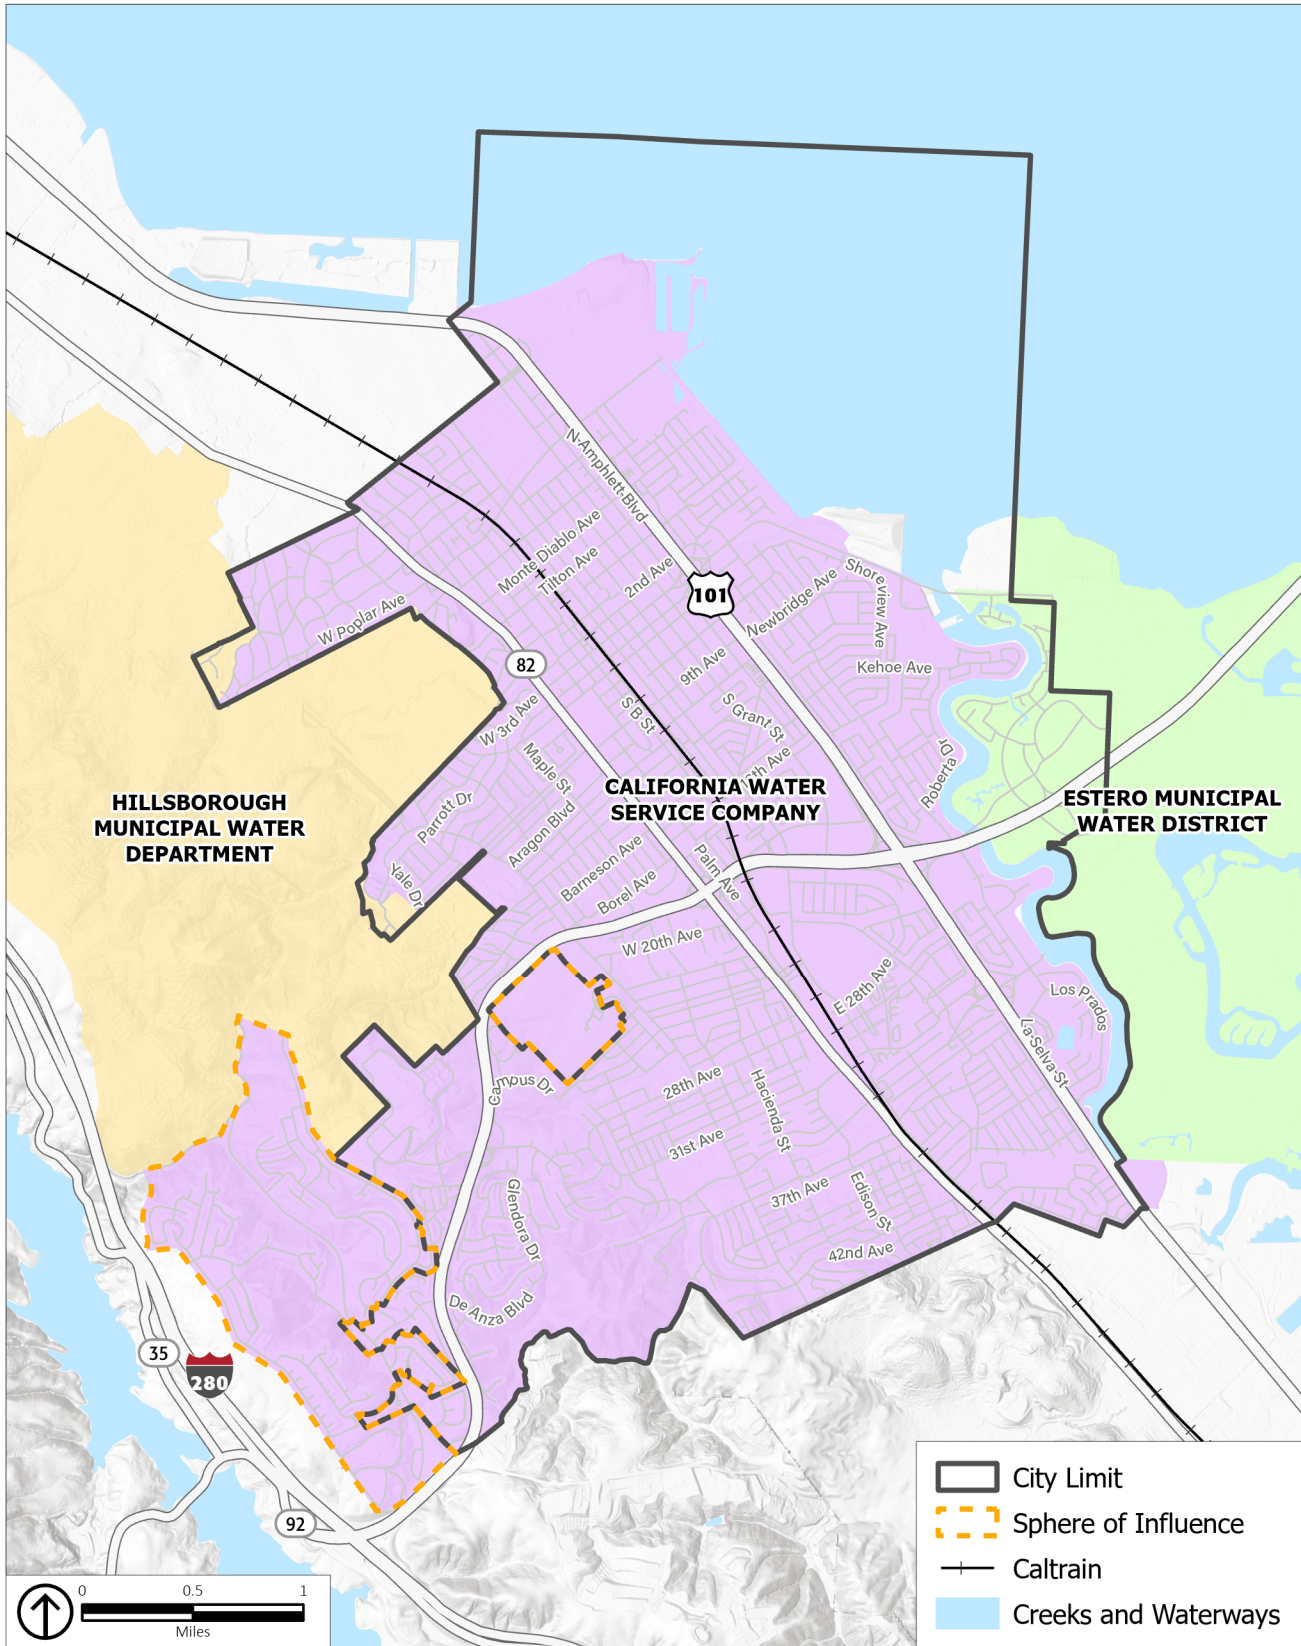 N Amphlett Blvd
Monte Diablo Ave
Tilton Ave
2nd Ave
101
Newbridge Ave
Shoreview Ave
W Poplar Ave
82
9th Ave
Kehoe Ave
W 3rd Ave
S B St
S Grant St
Maple St
Roberta Dr
CALIFORNIA WATER
SERVICE COMPANY
ESTERO MUNICIPAL
WATER DISTRICT
HILLSBOROUGH
MUNICIPAL WATER
DEPARTMENT
Parrott Dr
Aragon Blvd
Yale Dr
Barneson Ave
Borel Ave
Palm Ave
W 20th Ave
E 28th Ave
Los Prados
La Selva St
Campus Dr
28th Ave
Hacienda St
31st Ave
Glendora Dr
37th Ave
Edison St
42nd Ave
De Anza Blvd
35
280
92
City Limit
Sphere of Influence
Caltrain
Creeks and Waterways
0 0.5 1
Miles